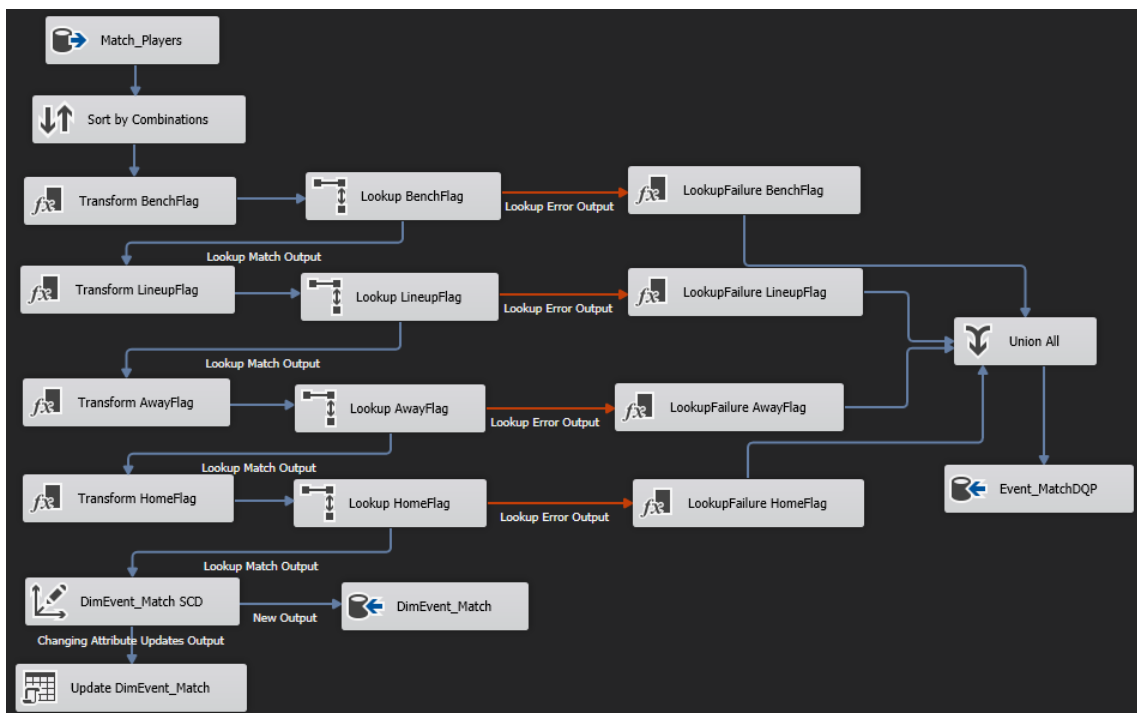 Match_Players
Sort by Combinations
Transform BenchFlag
Lookup BenchFlag
Lookup Error Output
LookupFailure BenchFlag
Lookup Match Output
Transform LineupFlag
Lookup LineupFlag
Lookup Error Output
LookupFailure LineupFlag
Union All
Lookup Match Output
Transform AwayFlag
Lookup AwayFlag
Lookup Error Output
LookupFailure AwayFlag
Lookup Match Output
Transform HomeFlag
Lookup HomeFlag
Lookup Error Output
LookupFailure HomeFlag
Event_MatchDQP
Lookup Match Output
DimEvent_Match SCD
New Output
DimEvent_Match
Changing Attribute Updates Output
Update DimEvent_Match